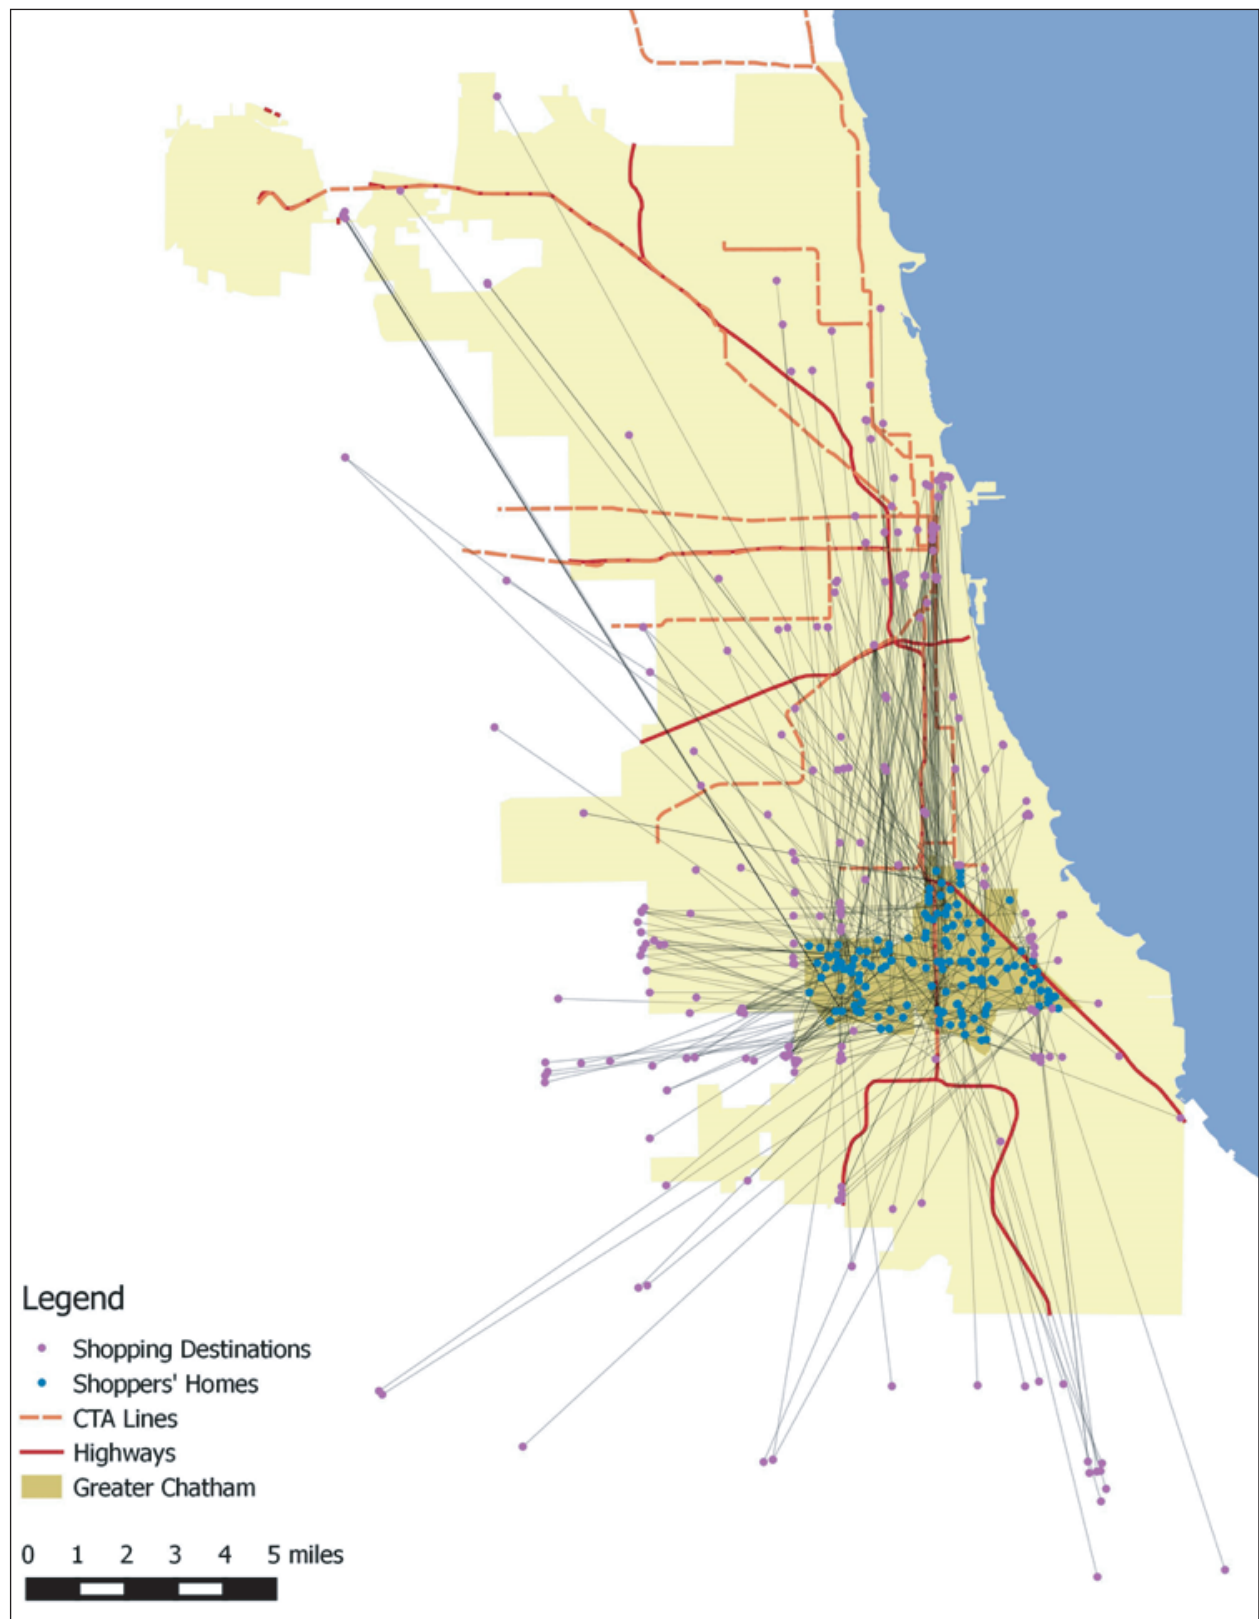 Legend
Shopping Destinations
Shoppers' Homes
CTA Lines
Highways
Greater Chatham
0 1 2 3 4 5 miles